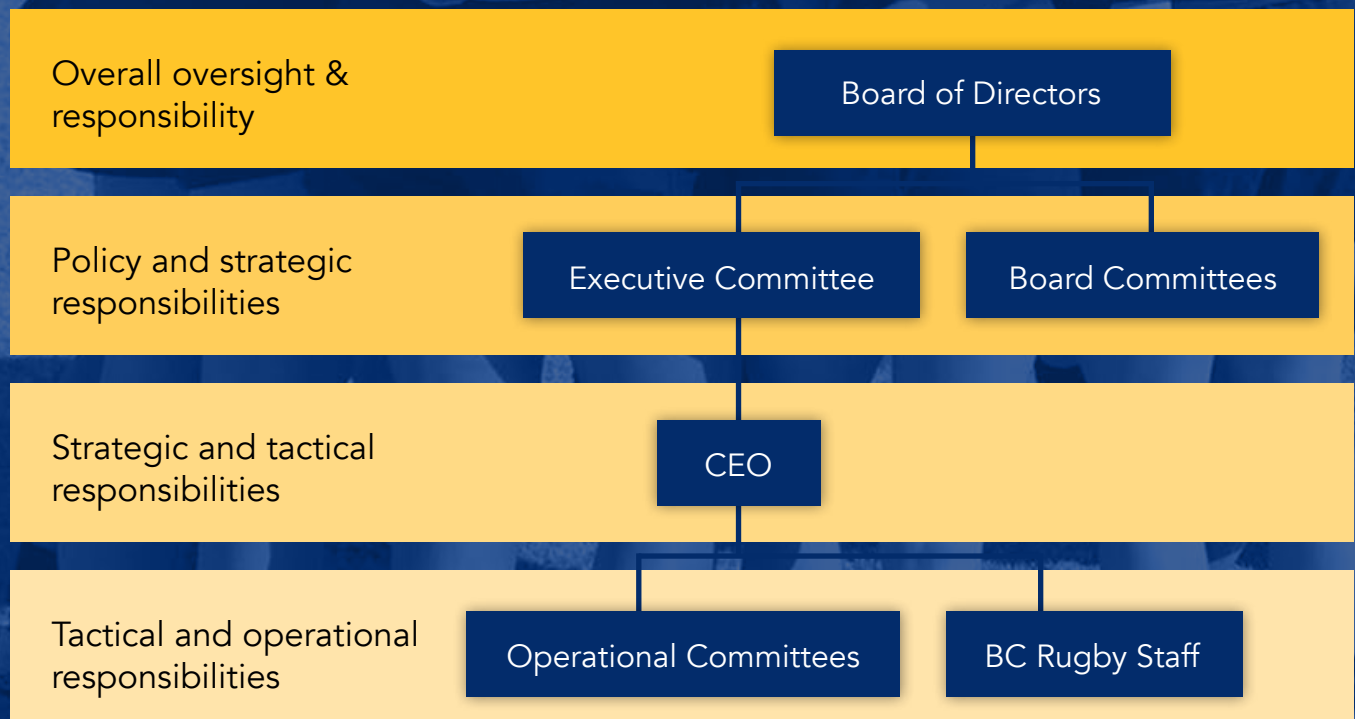 Overall oversight &
responsibility
Board of Directors
Policy and strategic
responsibilities
Executive Committee
Board Committees
Strategic and tactical
responsibilities
CEO
Tactical and operational
responsibilities
Operational Committees
BC Rugby Staff